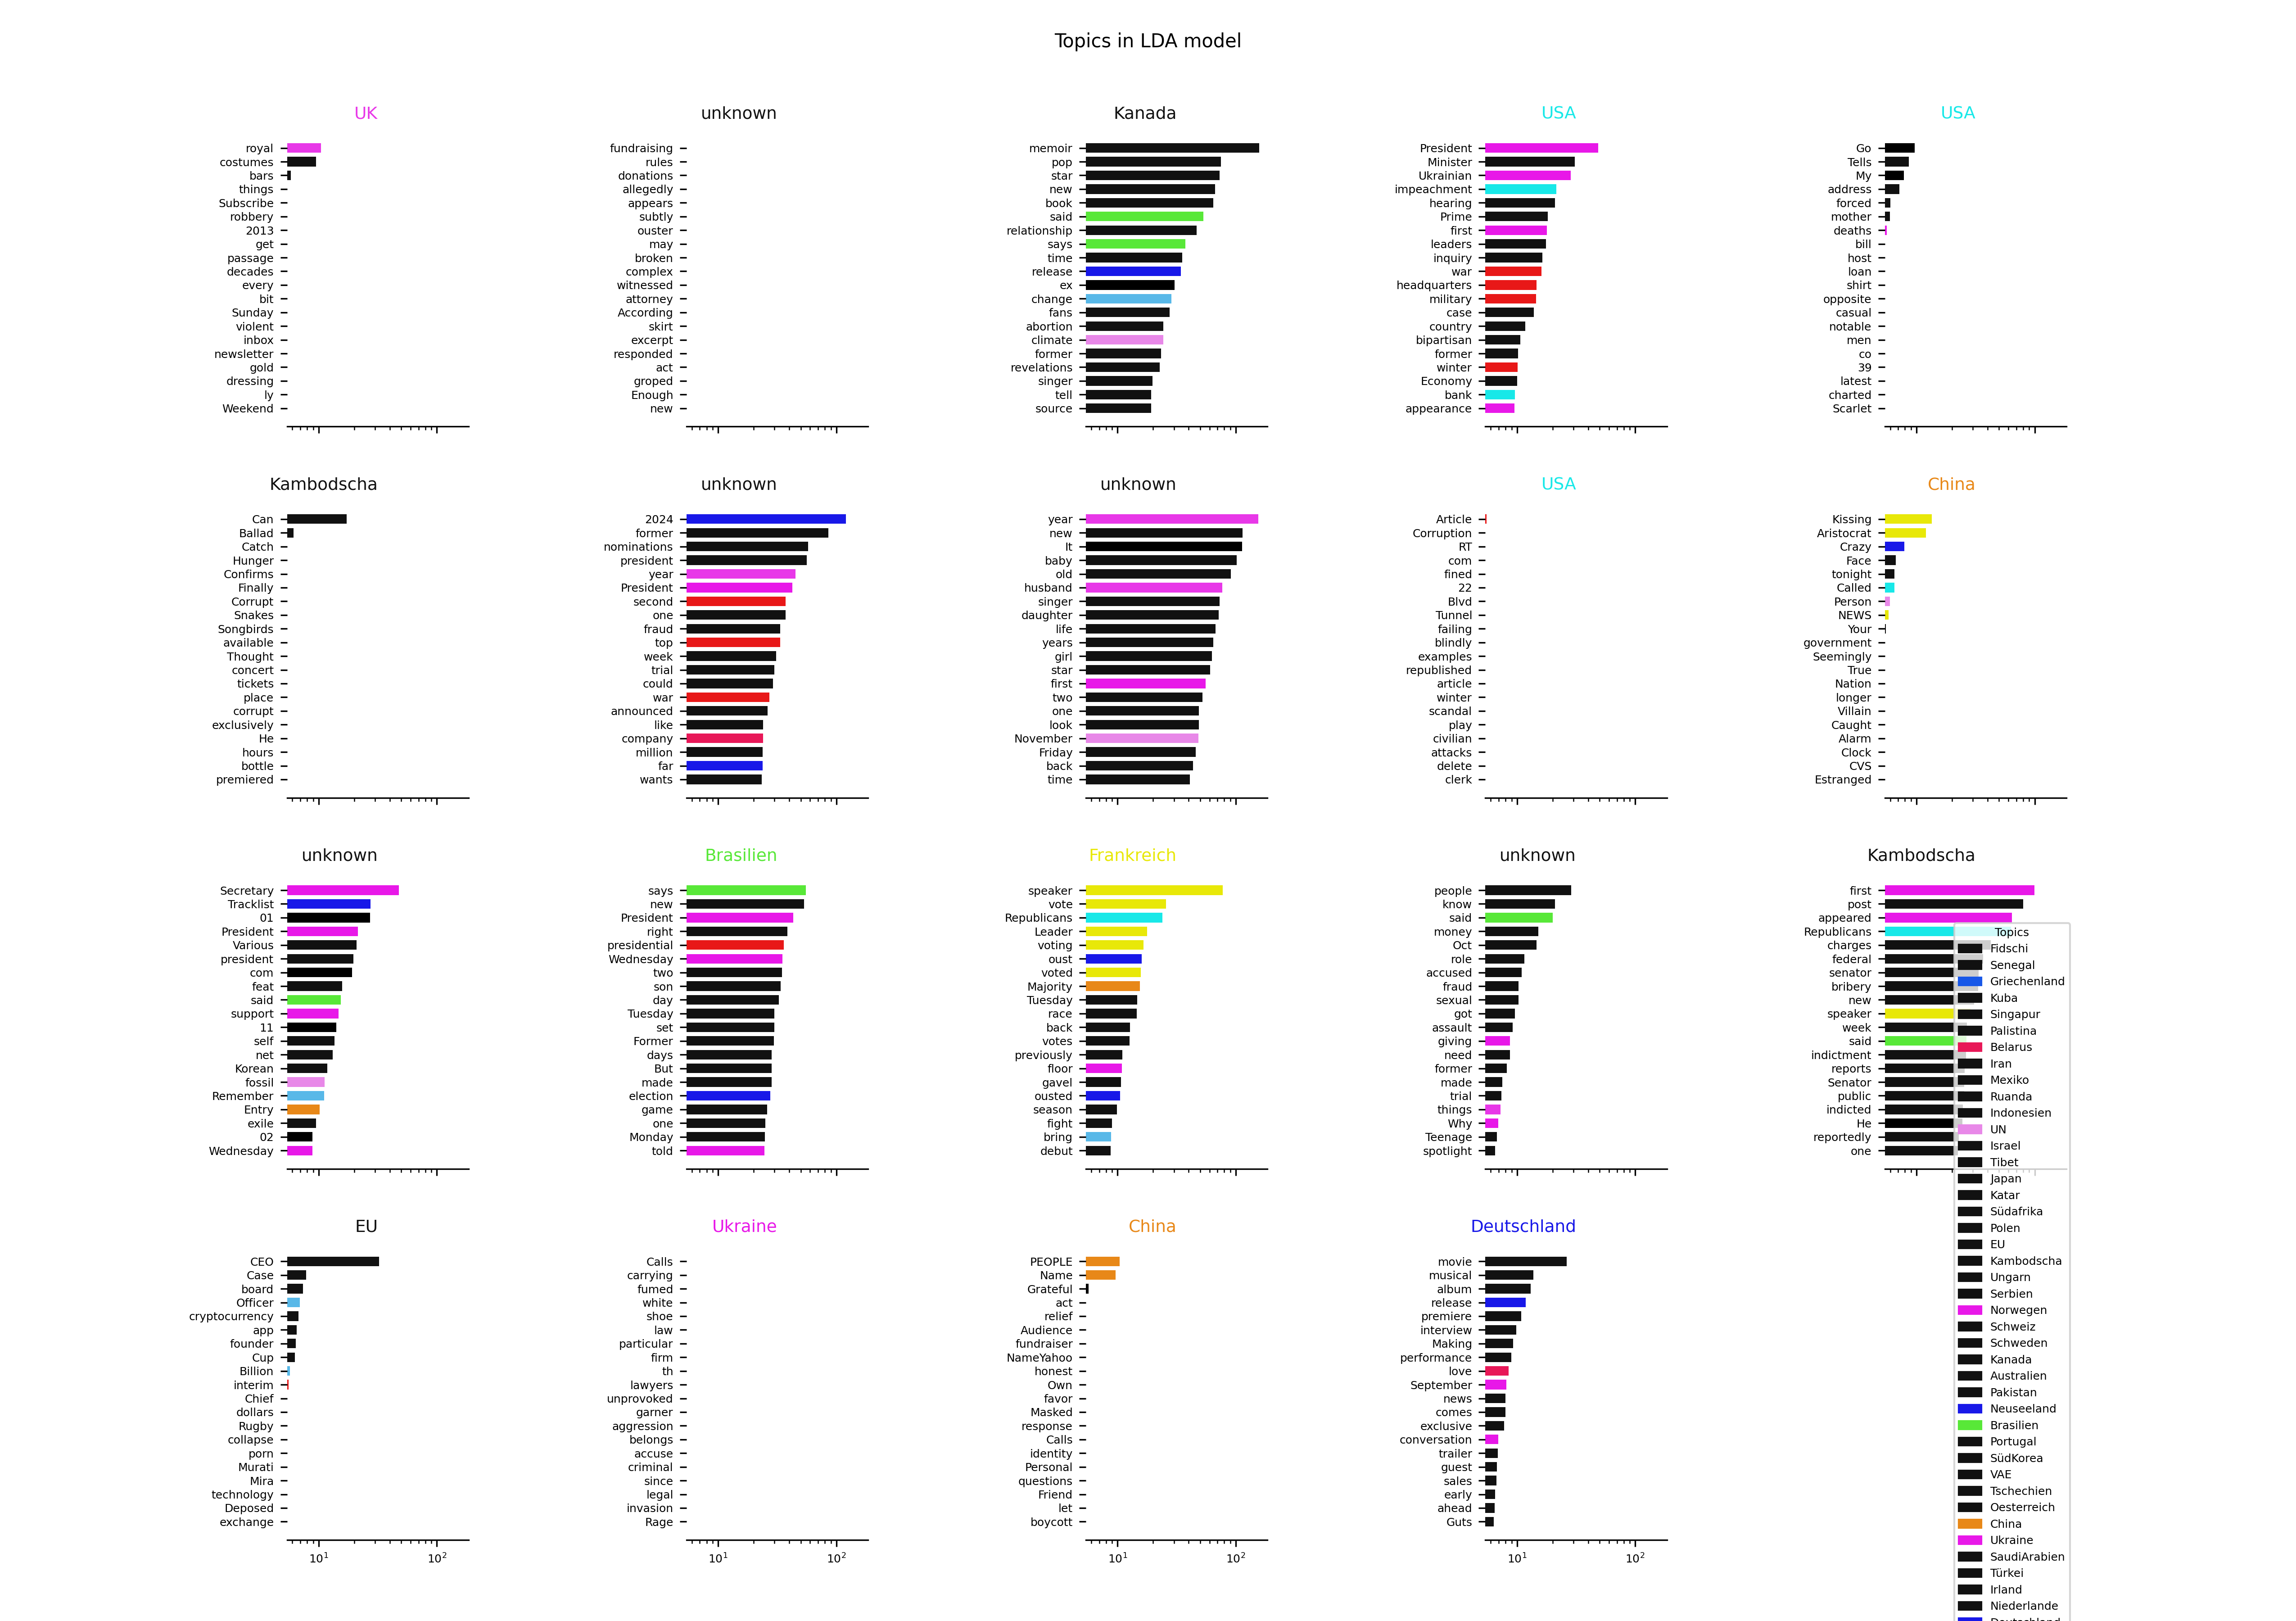 Topics in LDA model
UK
royal
costumes
bars
things
Subscribe
robbery
2013
get
passage
decades
every
bit
Sunday
violent
inbox
newsletter
gold
dressing
ly
Weekend
unknown
fundraising
rules
donations
allegedly
appears
subtly
ouster
may
broken
complex
witnessed
attorney
According
skirt
excerpt
responded
act
groped
Enough
new
Kanada
memoir
pop
star
new
book
said
relationship
says
time
release
ex
change
fans
abortion
climate
former
revelations
singer
tell
source
USA
President
Minister
Ukrainian
impeachment
hearing
Prime
first
leaders
inquiry
war
headquarters
military
case
country
bipartisan
former
winter
Economy
bank
appearance
USA
Go
Tells
My
address
forced
mother
deaths
bill
host
loan
shirt
opposite
casual
notable
men
co
39
latest
charted
Scarlet
Kambodscha
Can
Ballad
Catch
Hunger
Confirms
Finally
Corrupt
Snakes
Songbirds
available
Thought
concert
tickets
place
corrupt
exclusively
He
hours
bottle
premiered
unknown
2024
former
nominations
president
year
President
second
one
fraud
top
week
trial
could
war
announced
like
company
million
far
wants
unknown
year
new
It
baby
old
husband
singer
daughter
life
years
girl
star
first
two
one
look
November
Friday
back
time
USA
Article
Corruption
RT
com
fined
22
Blvd
Tunnel
failing
blindly
examples
republished
article
winter
scandal
play
civilian
attacks
delete
clerk
China
Kissing
Aristocrat
Crazy
Face
tonight
Called
Person
NEWS
Your
government
Seemingly
True
Nation
longer
Villain
Caught
Alarm
Clock
CVS
Estranged
unknown
Secretary
Tracklist
01
President
Various
president
com
feat
said
support
11
self
net
Korean
fossil
Remember
Entry
exile
02
Wednesday
Brasilien
says
new
President
right
presidential
Wednesday
two
son
day
Tuesday
set
Former
days
But
made
election
game
one
Monday
told
Frankreich
speaker
vote
Republicans
Leader
voting
oust
voted
Majority
Tuesday
race
back
votes
previously
floor
gavel
ousted
season
fight
bring
debut
unknown
people
know
said
money
Oct
role
accused
fraud
sexual
got
assault
giving
need
former
made
trial
things
Why
Teenage
spotlight
Kambodscha
first
post
appeared
Republicans
charges
federal
senator
bribery
new
speaker
week
said
indictment
reports
Senator
public
indicted
He
reportedly
one
EU
CEO
Case
board
Officer
cryptocurrency
app
founder
Cup
Billion
interim
Chief
dollars
Rugby
collapse
porn
Murati
Mira
technology
Deposed
exchange
10¹ 10²
Ukraine
Calls
carrying
fumed
white
shoe
law
particular
firm
th
lawyers
unprovoked
garner
aggression
belongs
accuse
criminal
since
legal
invasion
Rage
10¹ 10²
China
PEOPLE
Name
Grateful
act
relief
Audience
fundraiser
NameYahoo
honest
Own
favor
Masked
response
Calls
identity
Personal
questions
Friend
let
boycott
10¹ 10²
Deutschland
movie
musical
album
release
premiere
interview
Making
performance
love
September
news
comes
exclusive
conversation
trailer
guest
sales
early
ahead
Guts
10¹ 10²
Topics
Fidschi
Senegal
Griechenland
Kuba
Singapur
Palistina
Belarus
Iran
Mexiko
Ruanda
Indonesien
UN
Israel
Tibet
Japan
Katar
Südafrika
Polen
EU
Kambodscha
Ungarn
Serbien
Norwegen
Schweiz
Schweden
Kanada
Australien
Pakistan
Neuseeland
Brasilien
Portugal
SüdKorea
VAE
Tschechien
Oesterreich
China
Ukraine
SaudiArabien
Türkei
Irland
Niederlande